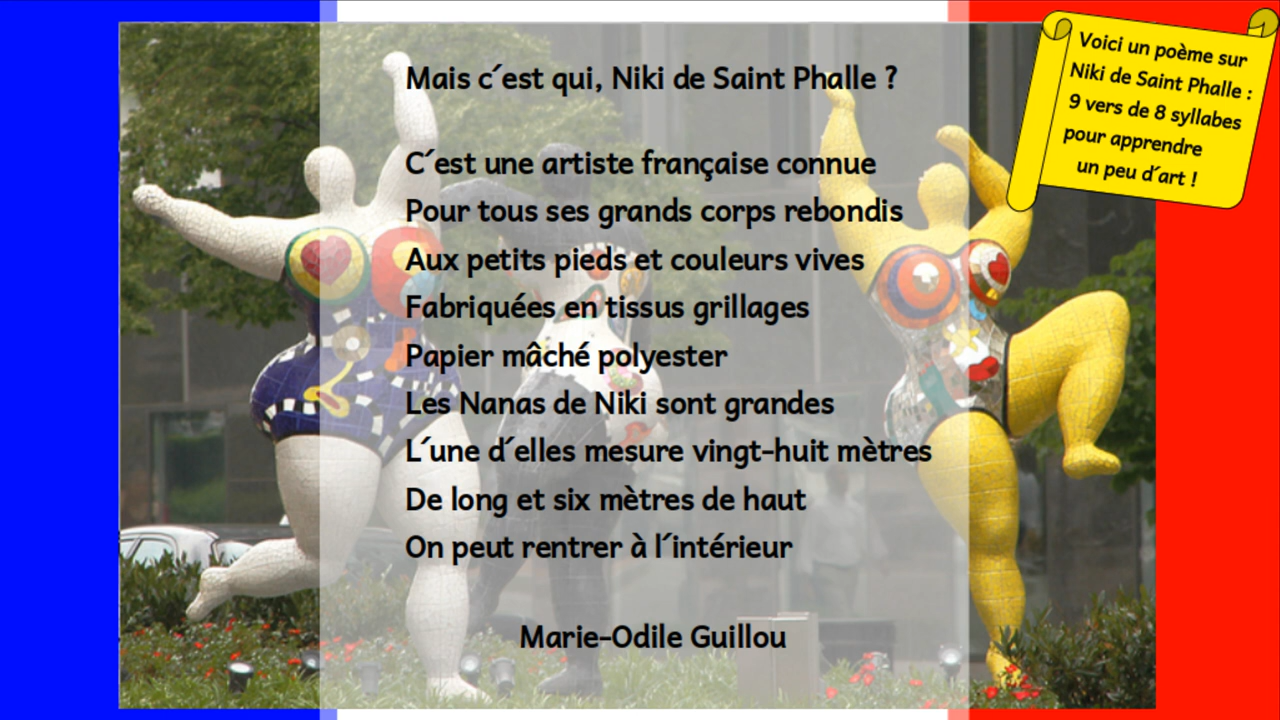 Mais c´est qui, Niki de Saint Phalle ?
C´est une artiste française connue
Pour tous ses grands corps rebondis
Aux petits pieds et couleurs vives
Fabriquées en tissus grillages
Papier mâché polyester
Les Nanas de Niki sont grandes
L´une d´elles mesure vingt-huit mètres
De long et six mètres de haut
On peut rentrer à l´intérieur
Marie-Odile Guillou
Voici un poème sur
Niki de Saint Phalle :
9 vers de 8 syllabes
pour apprendre
un peu d´art !